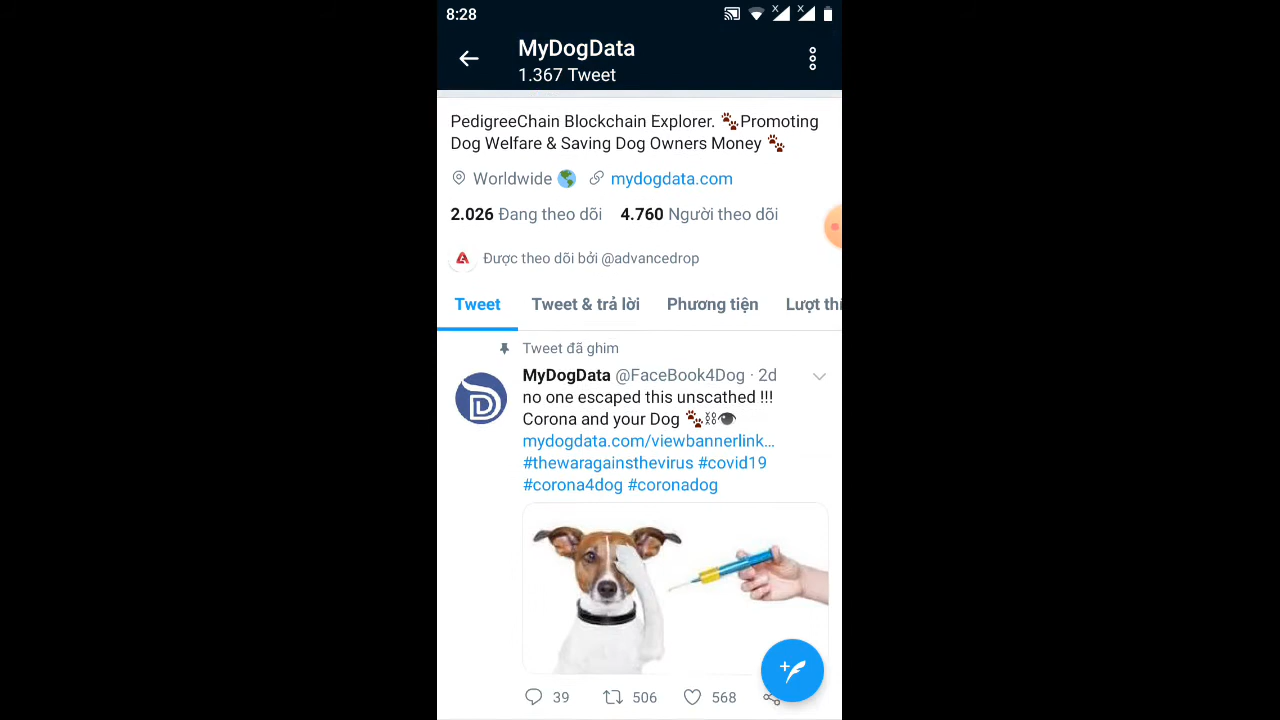 8:28
MyDogData
1.367 Tweet
PedigreeChain Blockchain Explorer. 🐾Promoting
Dog Welfare & Saving Dog Owners Money 🐾
Worldwide 🌎 mydogdata.com
2.026 Đang theo dõi 4.760 Người theo dõi
Được theo dõi bởi @advancedrop
Tweet Tweet & trả lời Phương tiện Lượt thí
Tweet đã ghim
MyDogData @FaceBook4Dog · 2d
no one escaped this unscathed !!!
Corona and your Dog 🐾⛓👁
mydogdata.com/viewbannerlink…
#thewaragainsthevirus #covid19
#corona4dog #coronadog
39 506 568